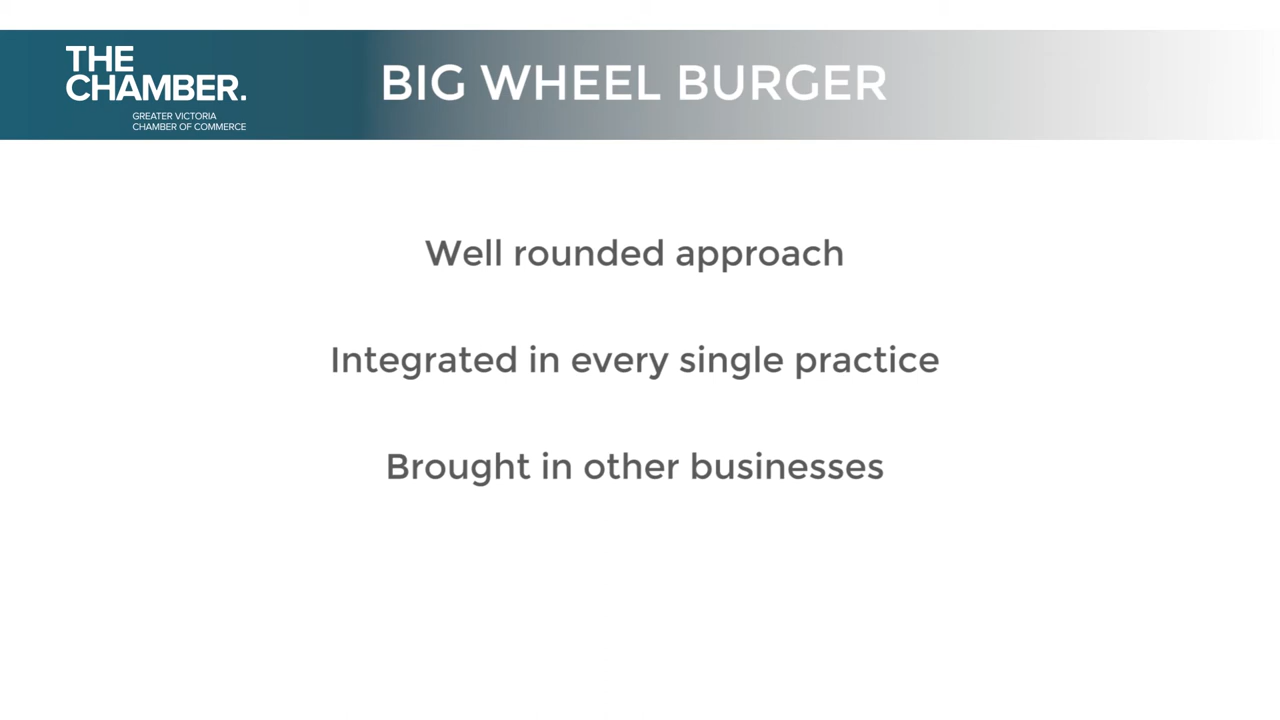 THE
CHAMBER.
GREATER VICTORIA
CHAMBER OF COMMERCE
BIG WHEEL BURGER
Well rounded approach
Integrated in every single practice
Brought in other businesses